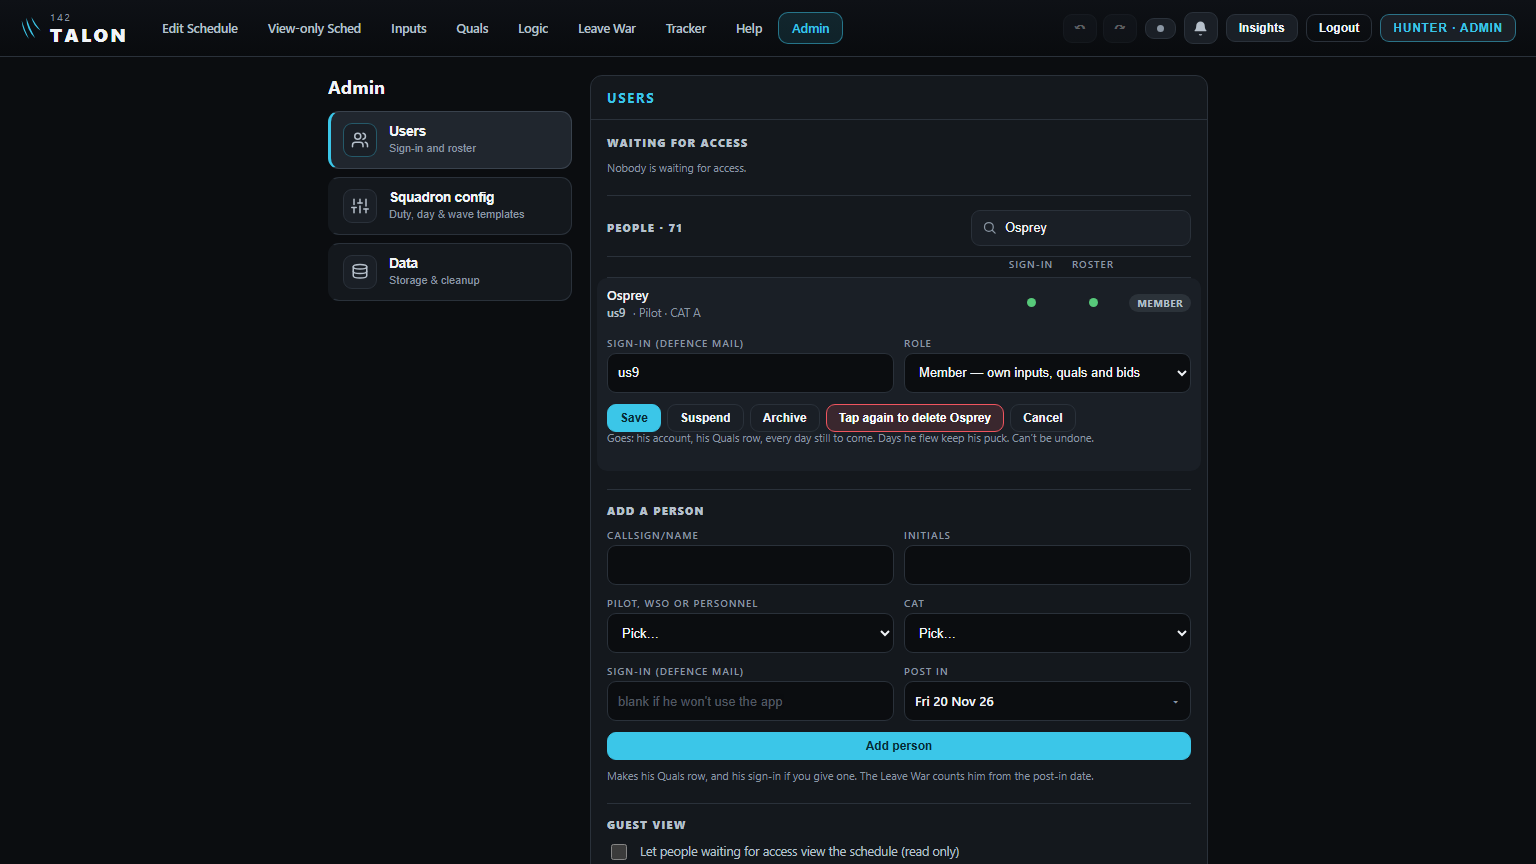 142
TALON
Edit Schedule
View-only Sched
Inputs
Quals
Logic
Leave War
Tracker
Help
Admin
Insights
Logout
HUNTER · ADMIN
Admin
Users
Sign-in and roster
Squadron config
Duty, day & wave templates
Data
Storage & cleanup
USERS
WAITING FOR ACCESS
Nobody is waiting for access.
PEOPLE · 71
Osprey
SIGN-IN
ROSTER
Osprey
us9 · Pilot · CAT A
MEMBER
SIGN-IN (DEFENCE MAIL)
ROLE
us9
Member — own inputs, quals and bids
Save
Suspend
Archive
Tap again to delete Osprey
Cancel
Goes: his account, his Quals row, every day still to come. Days he flew keep his puck. Can't be undone.
ADD A PERSON
CALLSIGN/NAME
INITIALS
PILOT, WSO OR PERSONNEL
CAT
Pick...
Pick...
SIGN-IN (DEFENCE MAIL)
POST IN
blank if he won't use the app
Fri 20 Nov 26
Add person
Makes his Quals row, and his sign-in if you give one. The Leave War counts him from the post-in date.
GUEST VIEW
Let people waiting for access view the schedule (read only)